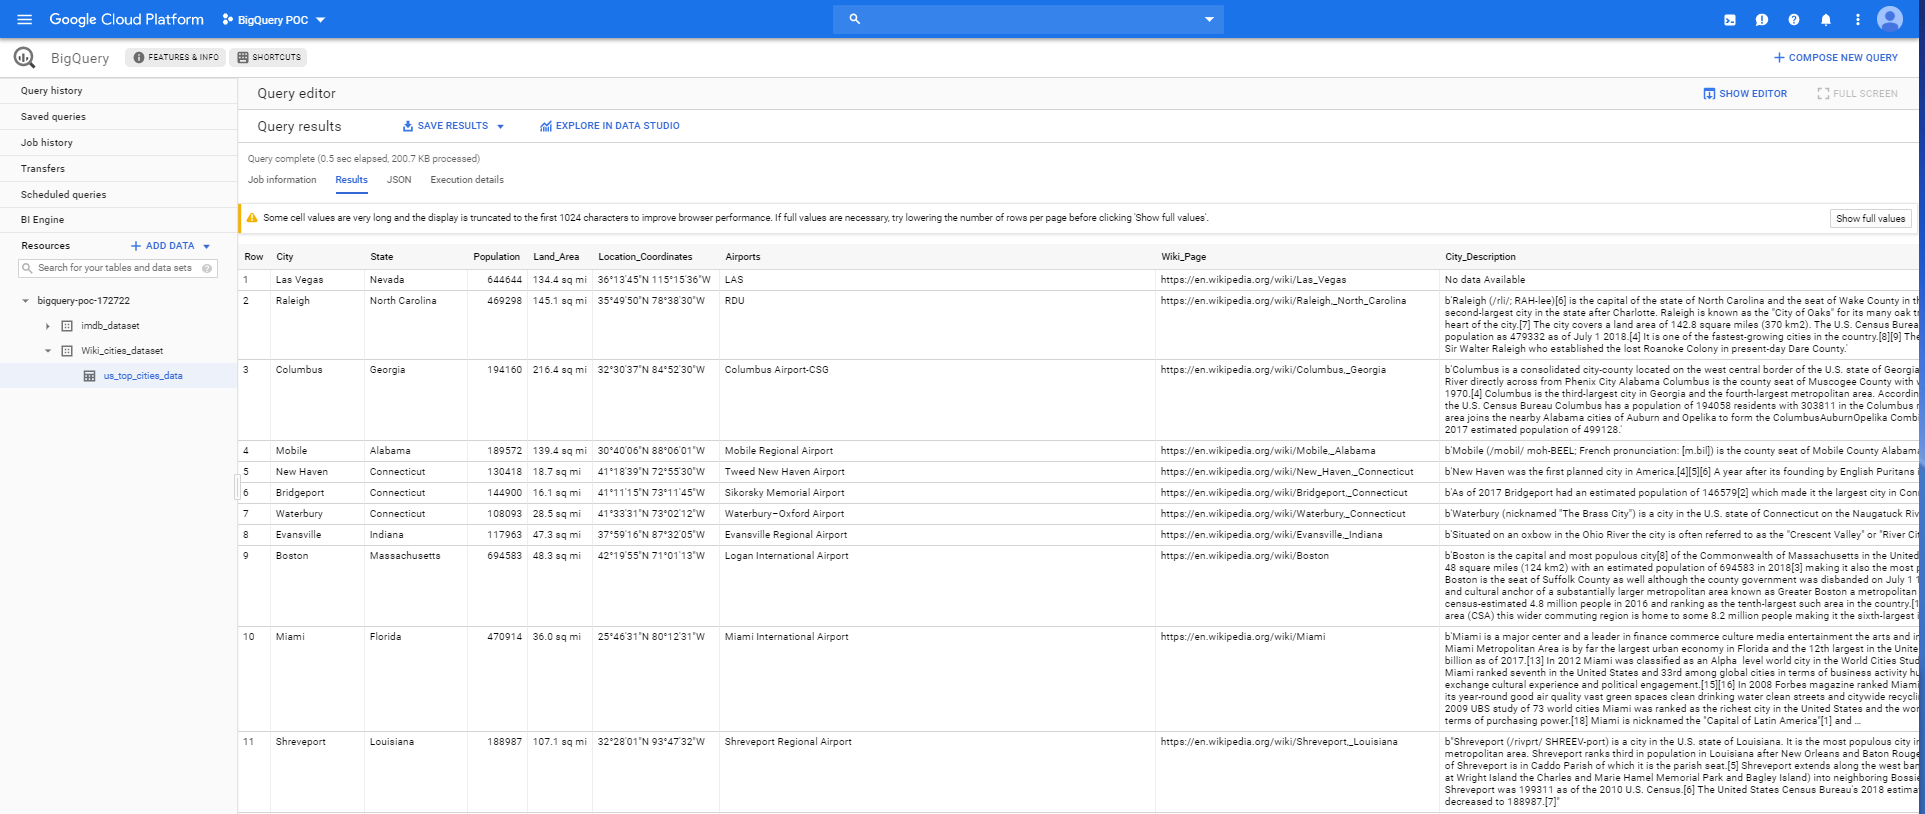 Google Cloud Platform BigQuery POC
BigQuery FEATURES & INFO SHORTCUTS COMPOSE NEW QUERY
Query history
Saved queries
Job history
Transfers
Scheduled queries
BI Engine
Resources ADD DATA
Search for your tables and data sets
bigquery-poc-172722
imdb_dataset
Wiki_cities_dataset
us_top_cities_data
Query editor SHOW EDITOR FULL SCREEN
Query results SAVE RESULTS EXPLORE IN DATA STUDIO
Query complete (0.5 sec elapsed, 200.7 KB processed)
Job information Results JSON Execution details
Some cell values are very long and the display is truncated to the first 1024 characters to improve browser performance. If full values are necessary, try lowering the number of rows per page before clicking 'Show full values'. Show full values
Row City State Population Land_Area Location_Coordinates Airports Wiki_Page City_Description
1 Las Vegas Nevada 644644 134.4 sq mi 36°13′45″N 115°15′36″W LAS https://en.wikipedia.org/wiki/Las_Vegas No data Available
2 Raleigh North Carolina 469298 145.1 sq mi 35°49′50″N 78°38′30″W RDU https://en.wikipedia.org/wiki/Raleigh,_North_Carolina b'Raleigh (/rli/; RAH-lee)[6] is the capital of the state of North Carolina and the seat of Wake County in th
second-largest city in the state after Charlotte. Raleigh is known as the "City of Oaks" for its many oak tr
heart of the city.[7] The city covers a land area of 142.8 square miles (370 km2). The U.S. Census Burea
population as 479332 as of July 1 2018.[4] It is one of the fastest-growing cities in the country.[8][9] The
Sir Walter Raleigh who established the lost Roanoke Colony in present-day Dare County.'
3 Columbus Georgia 194160 216.4 sq mi 32°30′37″N 84°52′30″W Columbus Airport-CSG https://en.wikipedia.org/wiki/Columbus,_Georgia b'Columbus is a consolidated city-county located on the west central border of the U.S. state of Georgia
River directly across from Phenix City Alabama Columbus is the county seat of Muscogee County with w
1970.[4] Columbus is the third-largest city in Georgia and the fourth-largest metropolitan area. Accordin
the U.S. Census Bureau Columbus has a population of 194058 residents with 303811 in the Columbus m
area joins the nearby Alabama cities of Auburn and Opelika to form the ColumbusAuburnOpelika Combi
2017 estimated population of 499128.'
4 Mobile Alabama 189572 139.4 sq mi 30°40′06″N 88°06′01″W Mobile Regional Airport https://en.wikipedia.org/wiki/Mobile,_Alabama b'Mobile (/mobil/ moh-BEEL; French pronunciation: [m.bil]) is the county seat of Mobile County Alabama
5 New Haven Connecticut 130418 18.7 sq mi 41°18′39″N 72°55′30″W Tweed New Haven Airport https://en.wikipedia.org/wiki/New_Haven,_Connecticut b'New Haven was the first planned city in America.[4][5][6] A year after its founding by English Puritans i
6 Bridgeport Connecticut 144900 16.1 sq mi 41°11′15″N 73°11′45″W Sikorsky Memorial Airport https://en.wikipedia.org/wiki/Bridgeport,_Connecticut b'As of 2017 Bridgeport had an estimated population of 146579[2] which made it the largest city in Con
7 Waterbury Connecticut 108093 28.5 sq mi 41°33′31″N 73°02′12″W Waterbury–Oxford Airport https://en.wikipedia.org/wiki/Waterbury,_Connecticut b'Waterbury (nicknamed "The Brass City") is a city in the U.S. state of Connecticut on the Naugatuck Riv
8 Evansville Indiana 117963 47.3 sq mi 37°59′16″N 87°32′05″W Evansville Regional Airport https://en.wikipedia.org/wiki/Evansville,_Indiana b'Situated on an oxbow in the Ohio River the city is often referred to as the "Crescent Valley" or "River Cit
9 Boston Massachusetts 694583 48.3 sq mi 42°19′55″N 71°01′13″W Logan International Airport https://en.wikipedia.org/wiki/Boston b'Boston is the capital and most populous city[8] of the Commonwealth of Massachusetts in the United
48 square miles (124 km2) with an estimated population of 694583 in 2018[3] making it also the most p
Boston is the seat of Suffolk County as well although the county government was disbanded on July 1 1
and cultural anchor of a substantially larger metropolitan area known as Greater Boston a metropolitan
census-estimated 4.8 million people in 2016 and ranking as the tenth-largest such area in the country.[1
area (CSA) this wider commuting region is home to some 8.2 million people making it the sixth-largest i
10 Miami Florida 470914 36.0 sq mi 25°46′31″N 80°12′31″W Miami International Airport https://en.wikipedia.org/wiki/Miami b'Miami is a major center and a leader in finance commerce culture media entertainment the arts and in
Miami Metropolitan Area is by far the largest urban economy in Florida and the 12th largest in the Unite
billion as of 2017.[13] In 2012 Miami was classified as an Alpha level world city in the World Cities Stud
Miami ranked seventh in the United States and 33rd among global cities in terms of business activity hu
exchange cultural experience and political engagement.[15][16] In 2008 Forbes magazine ranked Miami
its year-round good air quality vast green spaces clean drinking water clean streets and citywide recycli
2009 UBS study of 73 world cities Miami was ranked as the richest city in the United States and the wor
terms of purchasing power.[18] Miami is nicknamed the "Capital of Latin America"[1] and ...
11 Shreveport Louisiana 188987 107.1 sq mi 32°28′01″N 93°47′32″W Shreveport Regional Airport https://en.wikipedia.org/wiki/Shreveport,_Louisiana b"Shreveport (/rivprt/ SHREEV-port) is a city in the U.S. state of Louisiana. It is the most populous city in
metropolitan area. Shreveport ranks third in population in Louisiana after New Orleans and Baton Rouge
of Shreveport is in Caddo Parish of which it is the parish seat.[5] Shreveport extends along the west ban
at Wright Island the Charles and Marie Hamel Memorial Park and Bagley Island) into neighboring Bossie
Shreveport was 199311 as of the 2010 U.S. Census.[6] The United States Census Bureau's 2018 estimat
decreased to 188987.[7]"